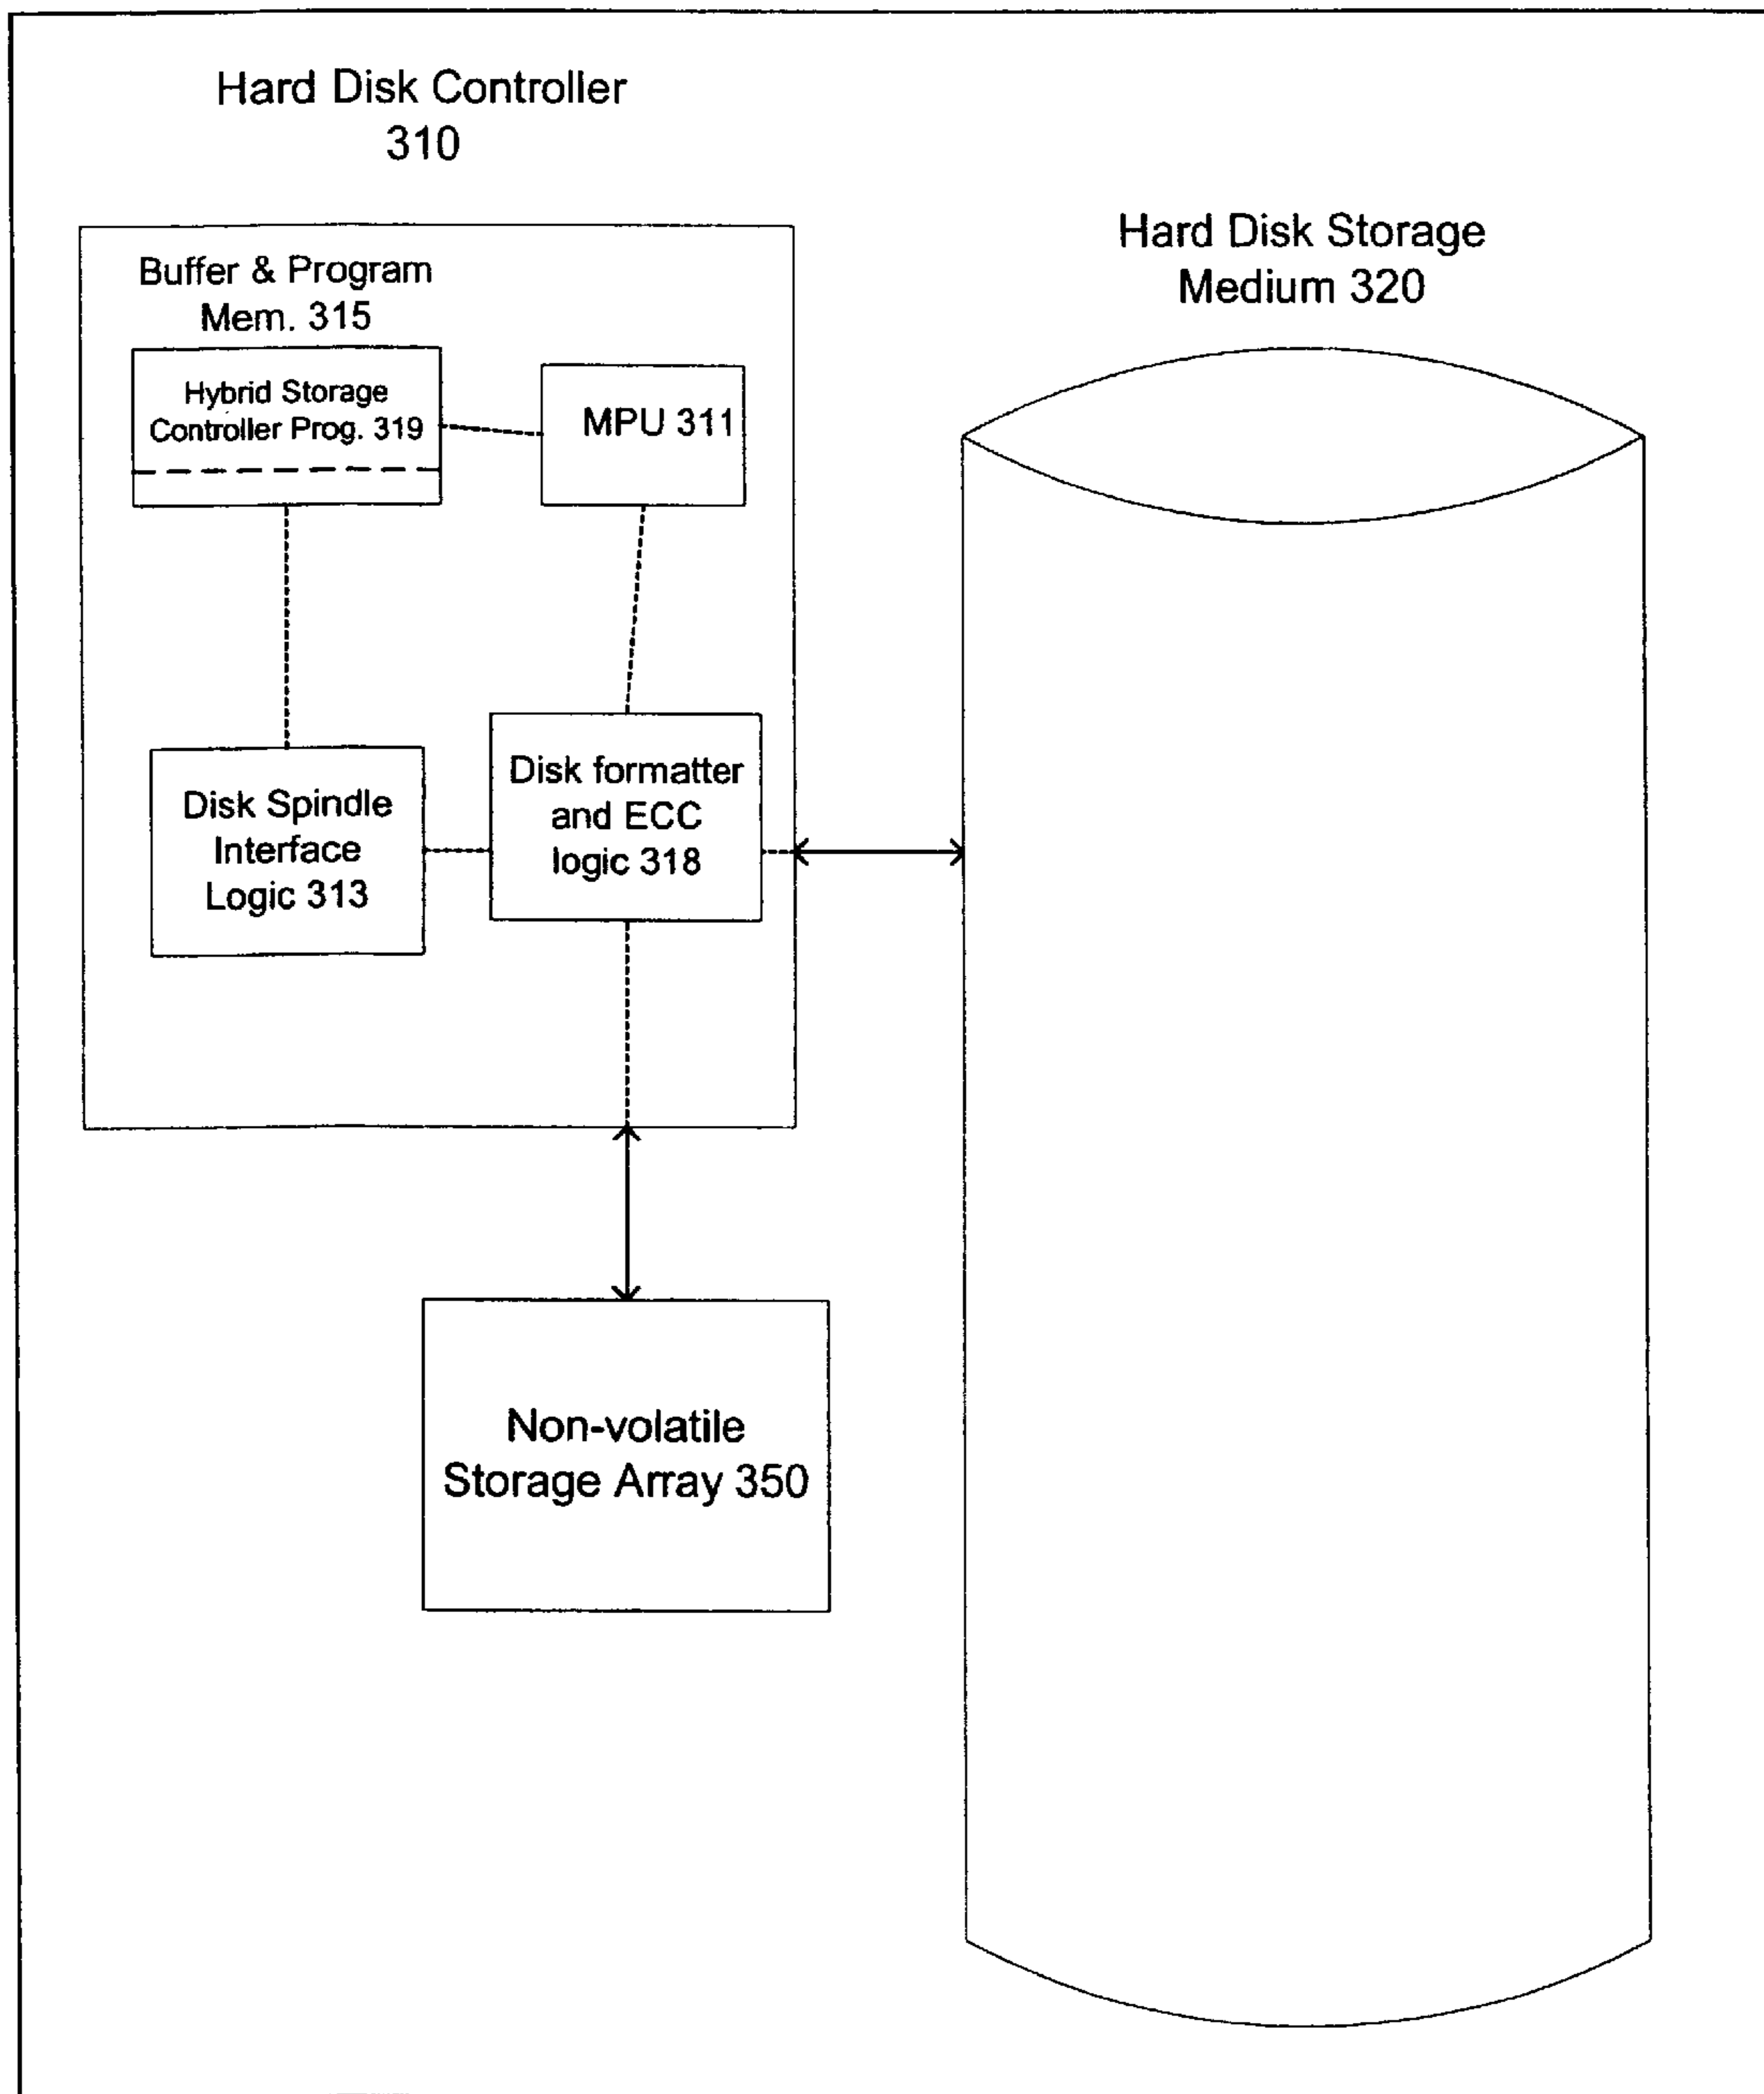 Hard Disk Controller
310
Hard Disk Storage
Medium 320
Buffer & Program
Mem. 315
Hybrid Storage
Controller Prog. 319
MPU 311
Disk Spindle
Interface
Logic 313
Disk formatter
and ECC
logic 318
Non-volatile
Storage Array 350